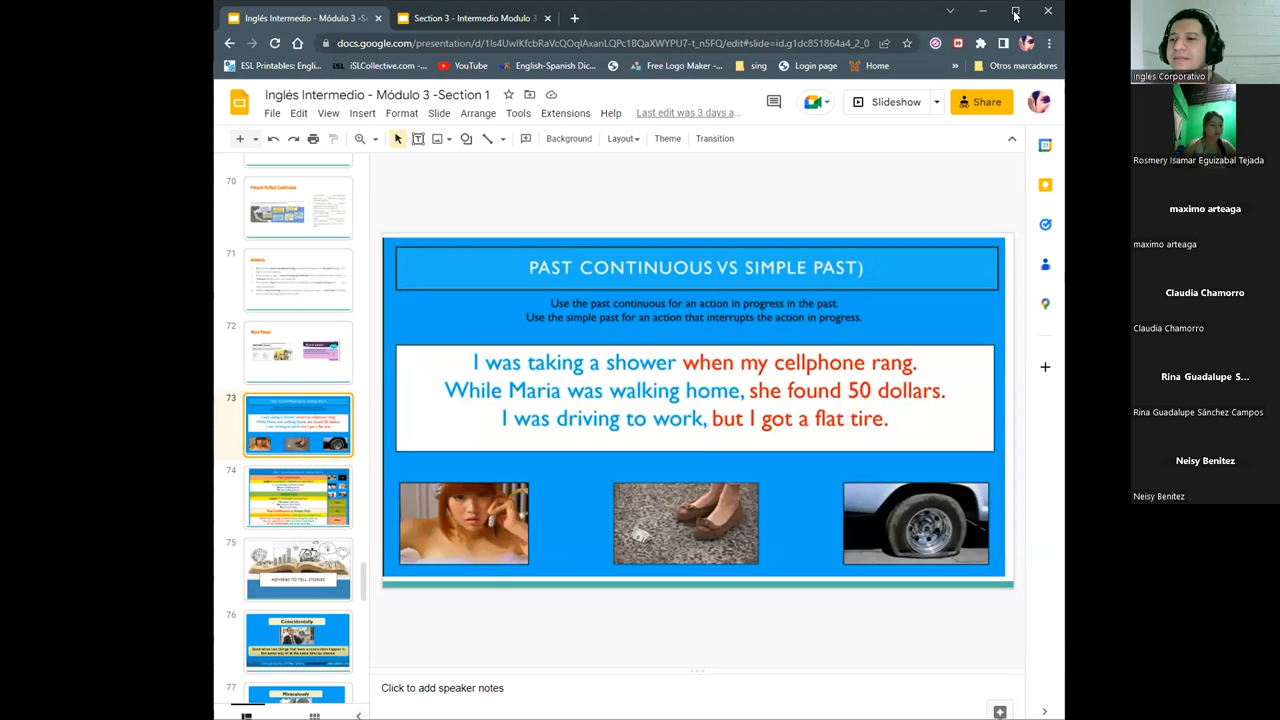 Inglés Intermedio - Módulo 3 -Se
Section 3 - Intermedio Modulo 3
docs.google.com/presentation/
edit#slide=id.g1dc851864a4_2_0
ESL Printables: Engli...
iSLCollective.com -...
YouTube
English-Spanish Dic...
Free Logo Maker -...
sing
Login page
Home
»
Otros marcadores
Inglés Intermedio - Módulo 3 –Section 1
File Edit View Insert Format Slide Arrange Tools Extensions Help
Last edit was 3 days a...
Slideshow
Share
Background
Layout
Theme
Transition
70
Present Perfect Continuous
71
Answers
72
73
74
75
ADVERBS TO TELL STORIES
76
Coincidentally
77
Miraculously
PAST CONTINUOUS VS SIMPLE PAST)
Use the past continuous for an action in progress in the past.
Use the simple past for an action that interrupts the action in progress.
I was taking a shower when my cellphone rang.
While Maria was walking home, she found 50 dollars.
I was driving to work, but I got a flat tire.
Click to add speaker notes
Ingles Corporativo
Rosmery Isamar Eguizabal Tejada
maximo arteaga
maximo arteaga
Claudia Chamorro
Claudia Chamorro
Rina Guadalupe S...
Rina Guadalupe Sánchez Campos
Neisy Benitez
Neisy Benitez